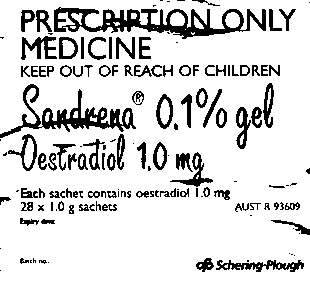 PRESCRIPTION ONLY
MEDICINE
KEEP OUT OF REACH OF CHILDREN
Sandrena® 0.1% gel
Oestradiol 1.0 mg
Each sachet contains oestradiol 1.0 mg
28 x 1.0 g sachets
AUST R 93609
Expiry date:
Batch no.:
Schering-Plough